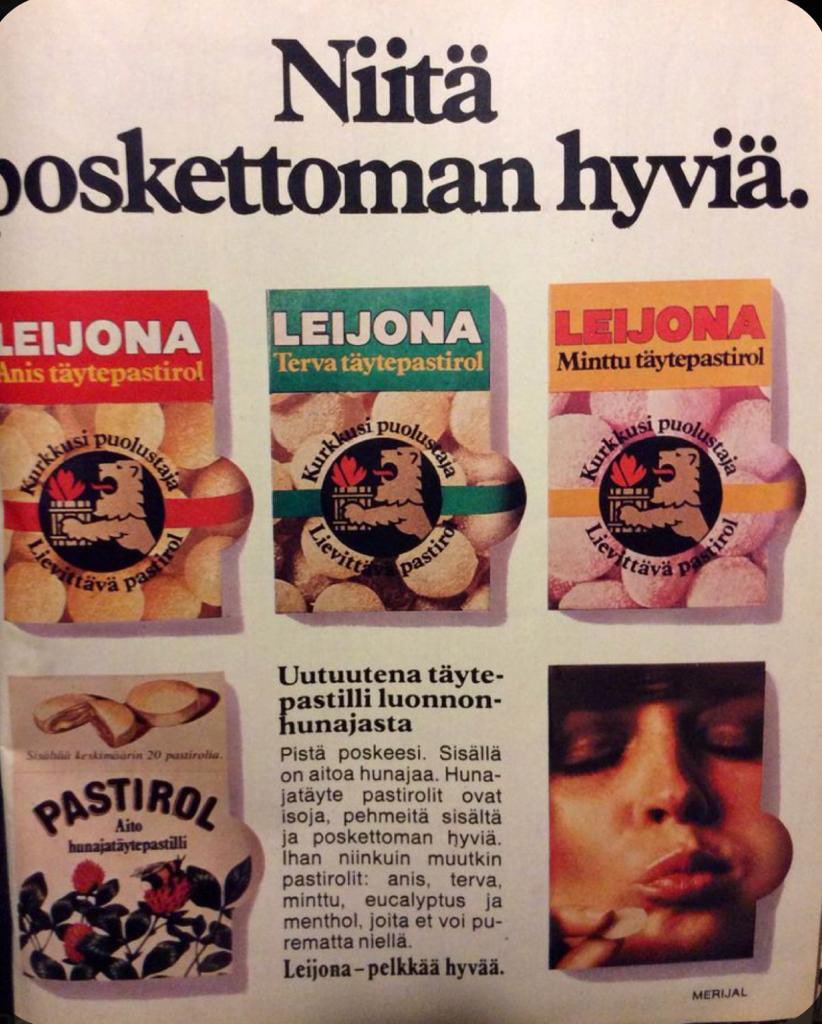 Niitä
poskettoman hyviä.
LEIJONA
Anis täytepastirol
Kurkkusi puolustaja
Lievittävä pastirol
LEIJONA
Terva täytepastirol
Kurkkusi puolustaja
Lievittävä pastirol
LEIJONA
Minttu täytepastirol
Kurkkusi puolustaja
Lievittävä pastirol
Sisältää keskimäärin 20 pastirolia.
PASTIROL
Aito
hunajatäytepastilli
Uutuutena täyte-
pastilli luonnon-
hunajasta
Pistä poskeesi. Sisällä
on aitoa hunajaa. Huna-
jatäyte pastirolit ovat
isoja, pehmeitä sisältä
ja poskettoman hyviä.
Ihan niinkuin muutkin
pastirolit: anis, terva,
minttu, eucalyptus ja
menthol, joita et voi pu-
rematta niellä.
Leijona – pelkkää hyvää.
MERIJAL